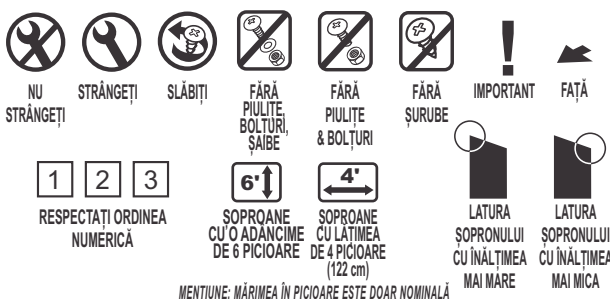 NU
STRÂNGEȚI
STRÂNGEȚI
SLĂBIȚI
FĂRĂ
PIULIȚE,
BOLȚURI,
ȘAIBE
FĂRĂ
PIULIȚE
& BOLȚURI
FĂRĂ
ȘURUBE
IMPORTANT
FAȚĂ
1 2 3
RESPECTAȚI ORDINEA
NUMERICĂ
6'
SOPROANE
CU O ADÂNCIME
DE 6 PICIOARE
4'
SOPROANE
CU LĂȚIMEA
DE 4 PICIOARE
(122 cm)
LATURA
ȘOPRONULUI
CU ÎNĂLȚIMEA
MAI MARE
LATURA
ȘOPRONULUI
CU ÎNĂLȚIMEA
MAI MICA
MENȚIUNE: MĂRIMEA ÎN PICIOARE ESTE DOAR NOMINALĂ